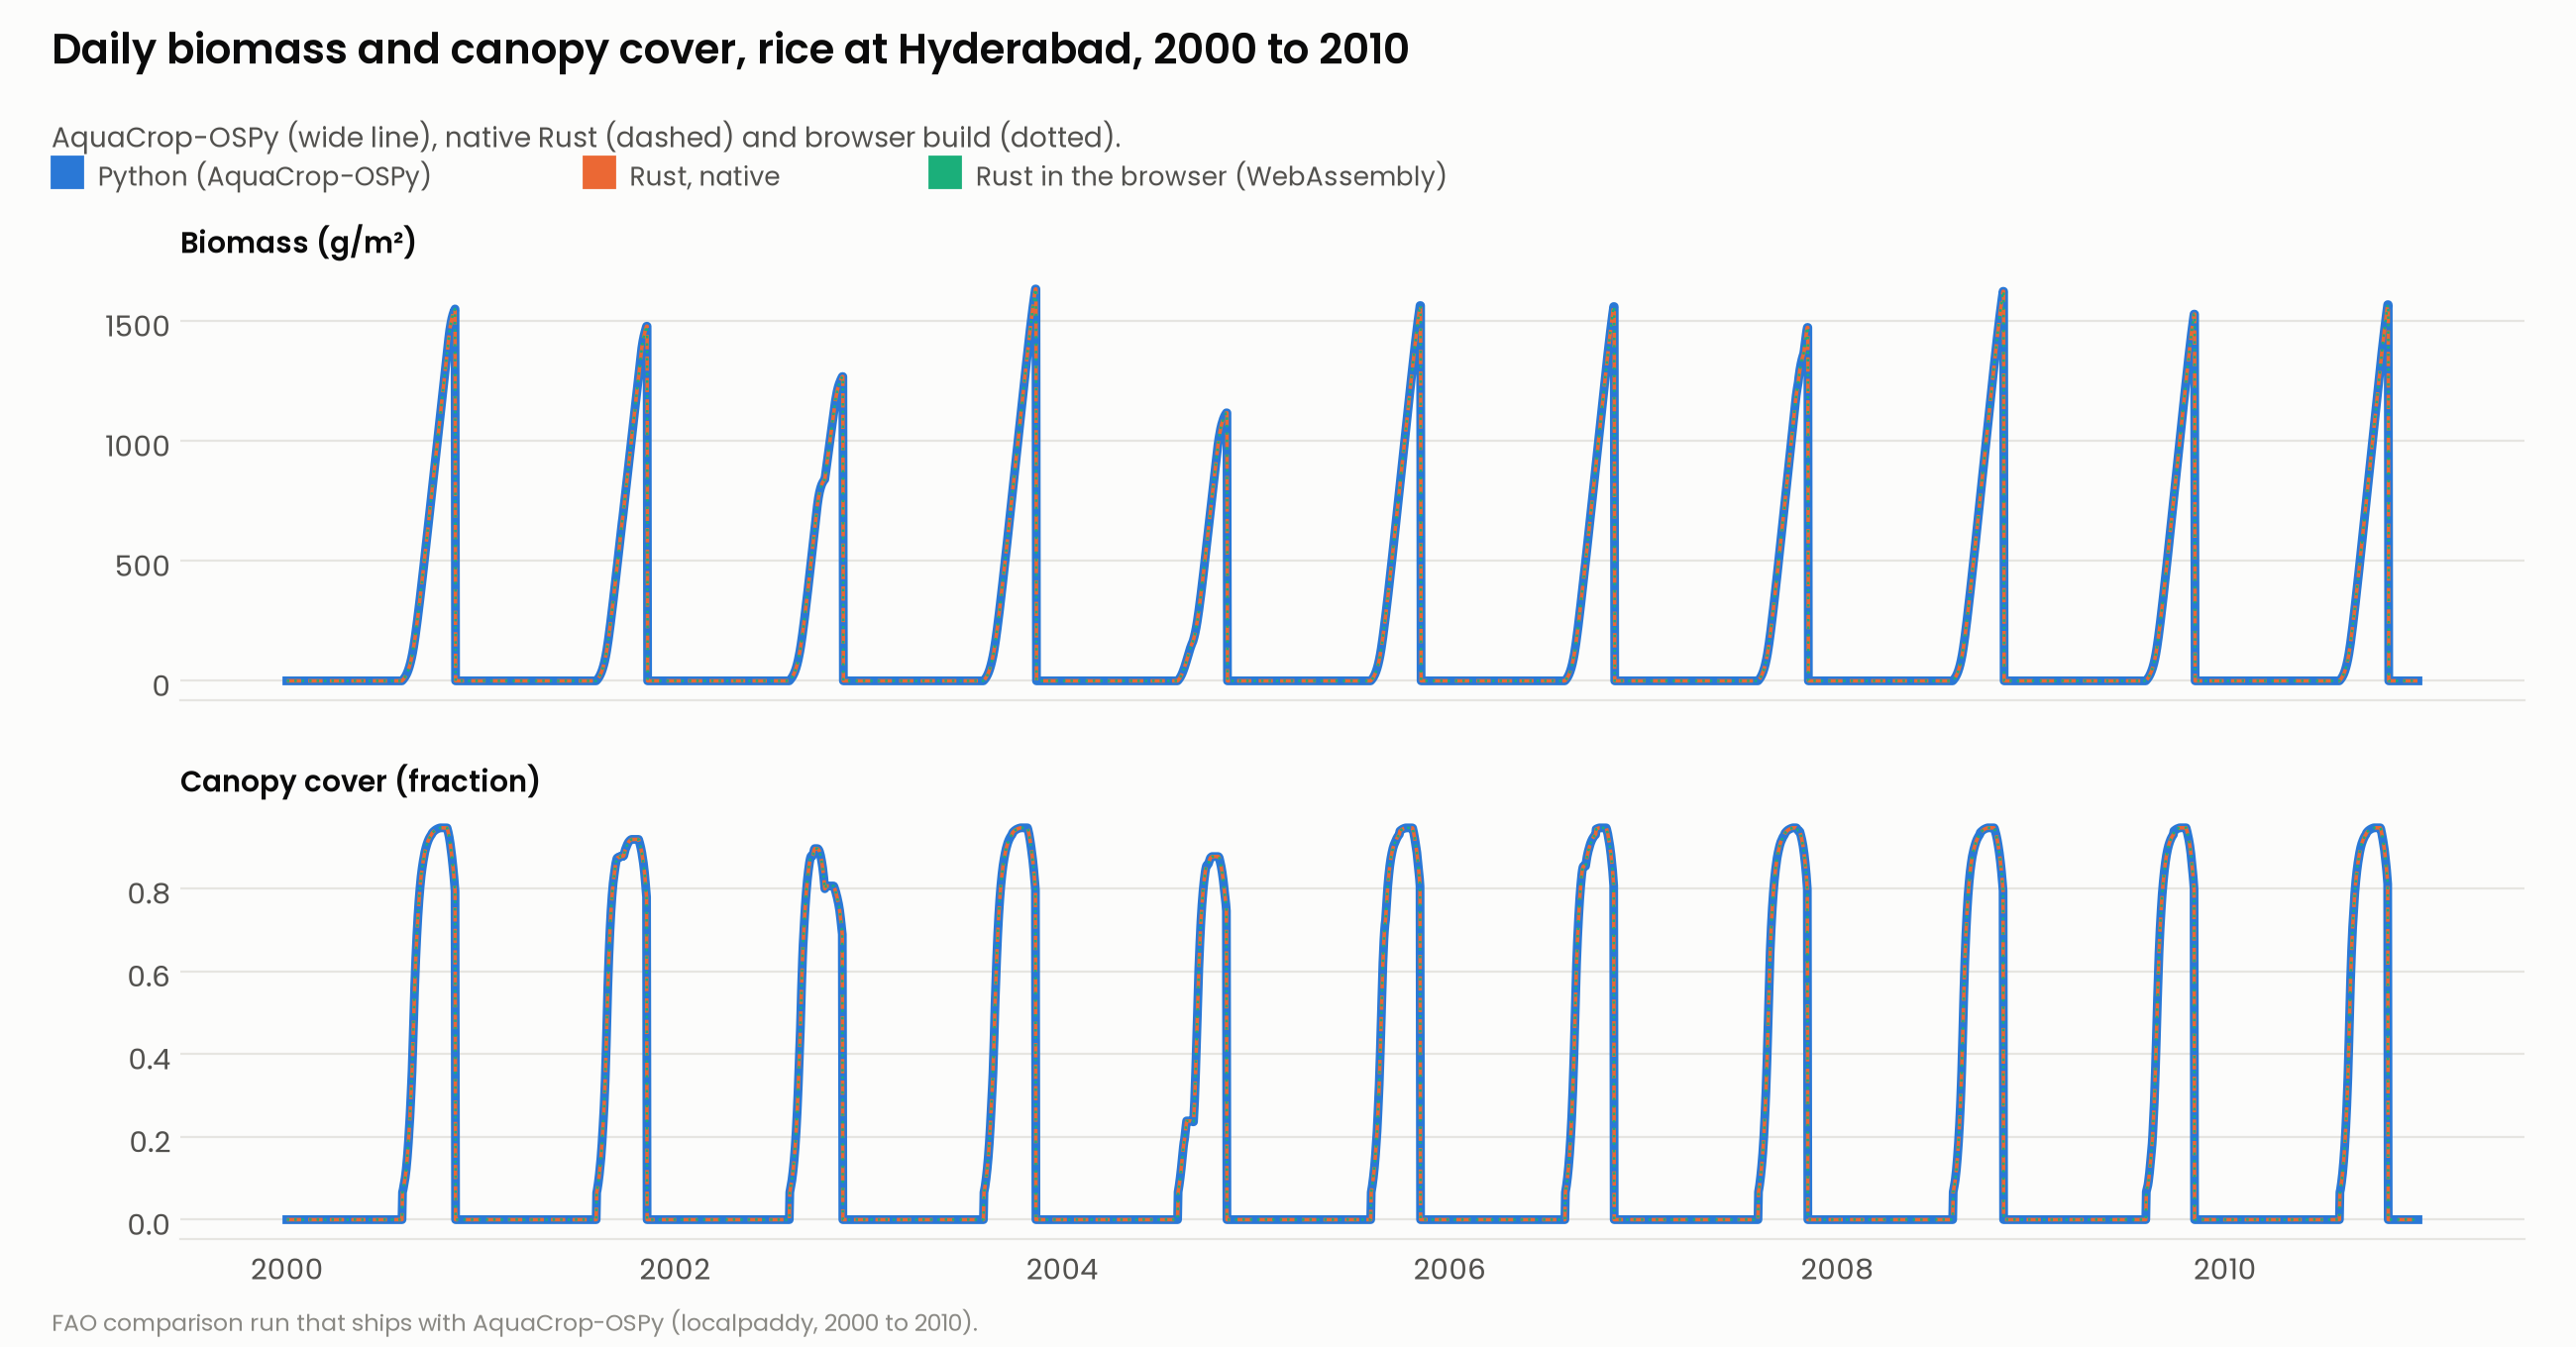 Daily biomass and canopy cover, rice at Hyderabad, 2000 to 2010
AquaCrop-OSPy (wide line), native Rust (dashed) and browser build (dotted).
Python (AquaCrop-OSPy) Rust, native Rust in the browser (WebAssembly)
Biomass (g/m²)
1500
1000
500
0
Canopy cover (fraction)
0.8
0.6
0.4
0.2
0.0
2000 2002 2004 2006 2008 2010
FAO comparison run that ships with AquaCrop-OSPy (localpaddy, 2000 to 2010).